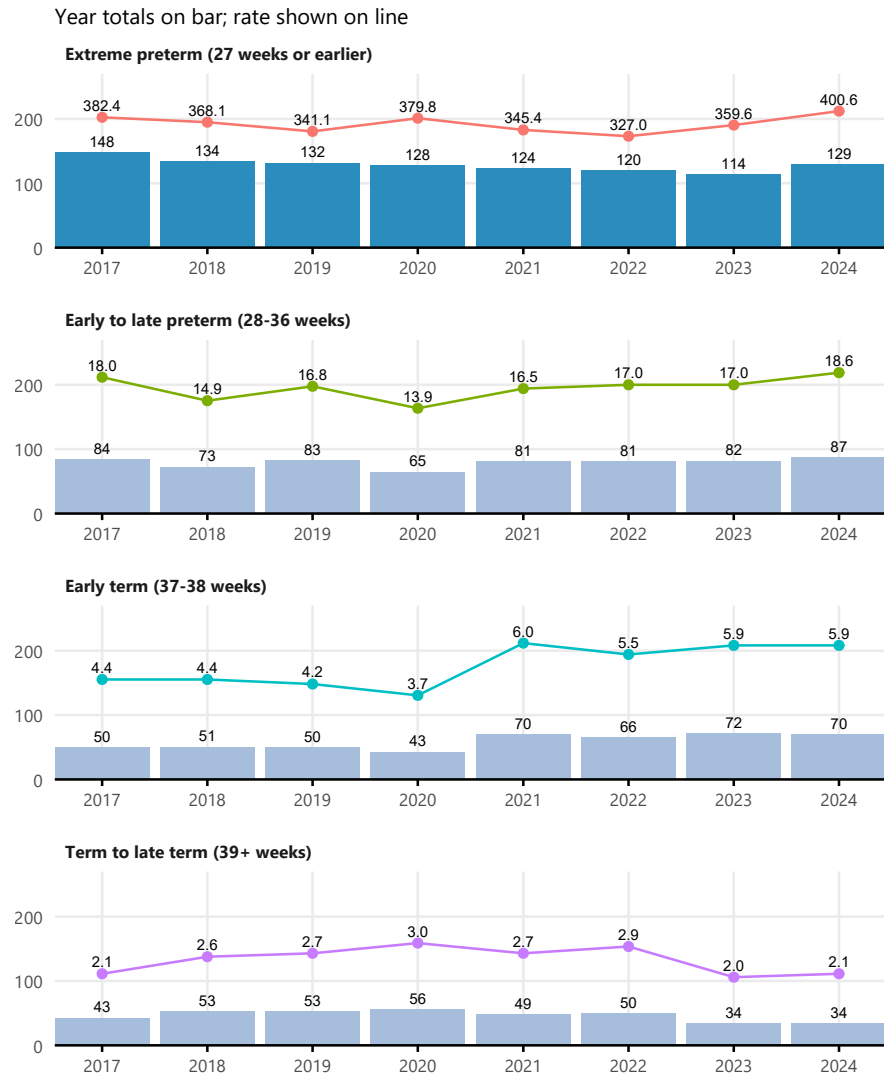 Year totals on bar; rate shown on line
Extreme preterm (27 weeks or earlier)
382.4 368.1 341.1 379.8 345.4 327.0 359.6 400.6
200
148 134 132 128 124 120 114 129
100
0
2017 2018 2019 2020 2021 2022 2023 2024
Early to late preterm (28-36 weeks)
18.0 14.9 16.8 13.9 16.5 17.0 17.0 18.6
200
100
84 73 83 65 81 81 82 87
0
2017 2018 2019 2020 2021 2022 2023 2024
Early term (37-38 weeks)
4.4 4.4 4.2 3.7 6.0 5.5 5.9 5.9
200
100
50 51 50 43 70 66 72 70
0
2017 2018 2019 2020 2021 2022 2023 2024
Term to late term (39+ weeks)
200
2.1 2.6 2.7 3.0 2.7 2.9 2.0 2.1
100
43 53 53 56 49 50 34 34
0
2017 2018 2019 2020 2021 2022 2023 2024